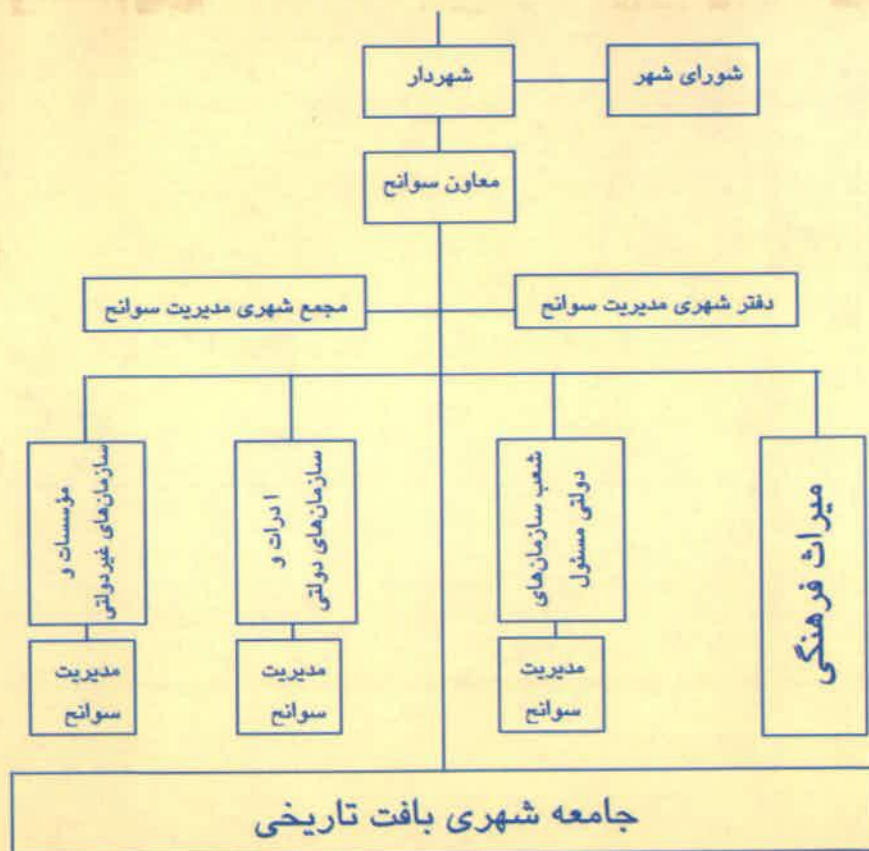 شورای شهر
شهردار
معاون سوانح
دفتر شهری مدیریت سوانح
مجمع شهری مدیریت سوانح
میراث فرهنگی
شعب سازمان‌های
دولتی مسئول
مدیریت
سوانح
ادرات و
سازمان‌های دولتی
مدیریت
سوانح
مؤسسات و
سازمان‌های غیردولتی
مدیریت
سوانح
جامعه شهری بافت تاریخی